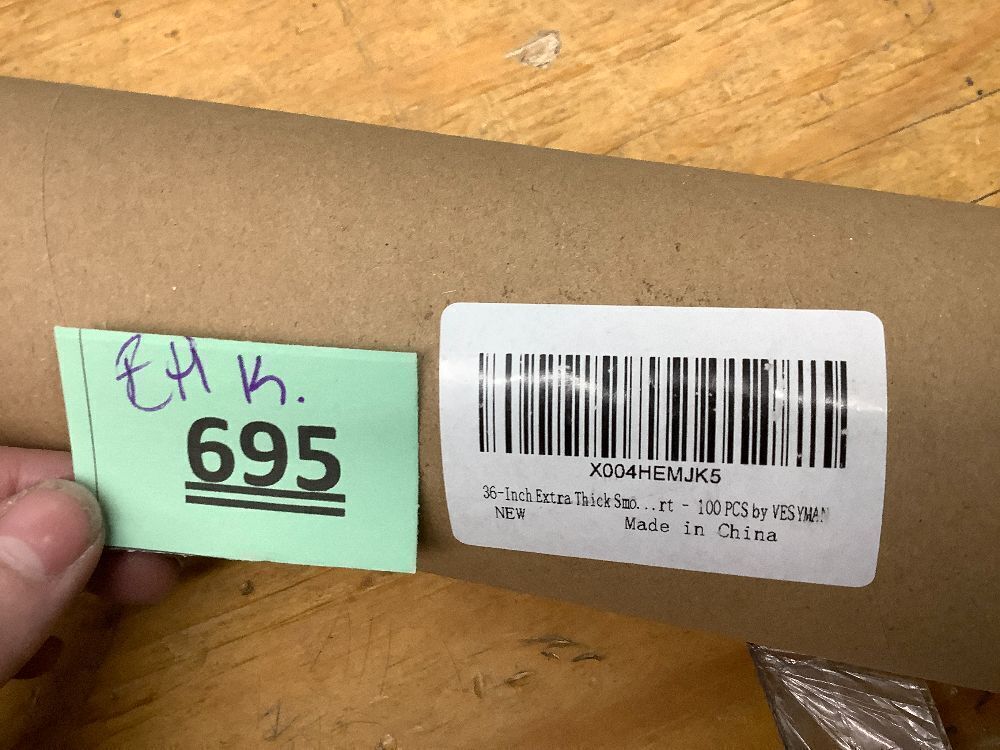 EH K.
695
X004HEMJK5
36-Inch Extra Thick Smo...rt - 100 PCS by VESYMAN
NEW
Made in China